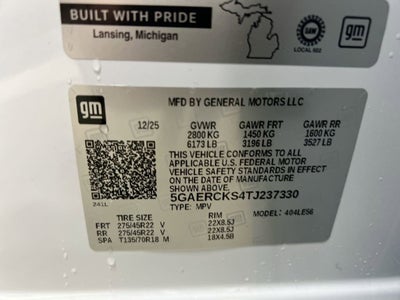 BUILT WITH PRIDE
Lansing, Michigan
UAW
LOCAL 602
gm
gm
MFD BY GENERAL MOTORS LLC
12/25 GVWR GAWR FRT GAWR RR
2800 KG 1450 KG 1600 KG
6173 LB 3196 LB 3527 LB
THIS VEHICLE CONFORMS TO ALL
APPLICABLE U.S. FEDERAL MOTOR
VEHICLE SAFETY STANDARDS IN EFFECT
ON THE DATE OF MANUFACTURE SHOWN ABOVE.
5GAERCKS4TJ237330
TYPE: MPV MODEL: 404LE56
241L
TIRE SIZE RIM
FRT 275/45R22 V 22X8.5J
RR 275/45R22 V 22X8.5J
SPA T135/70R18 M 18X4.5B